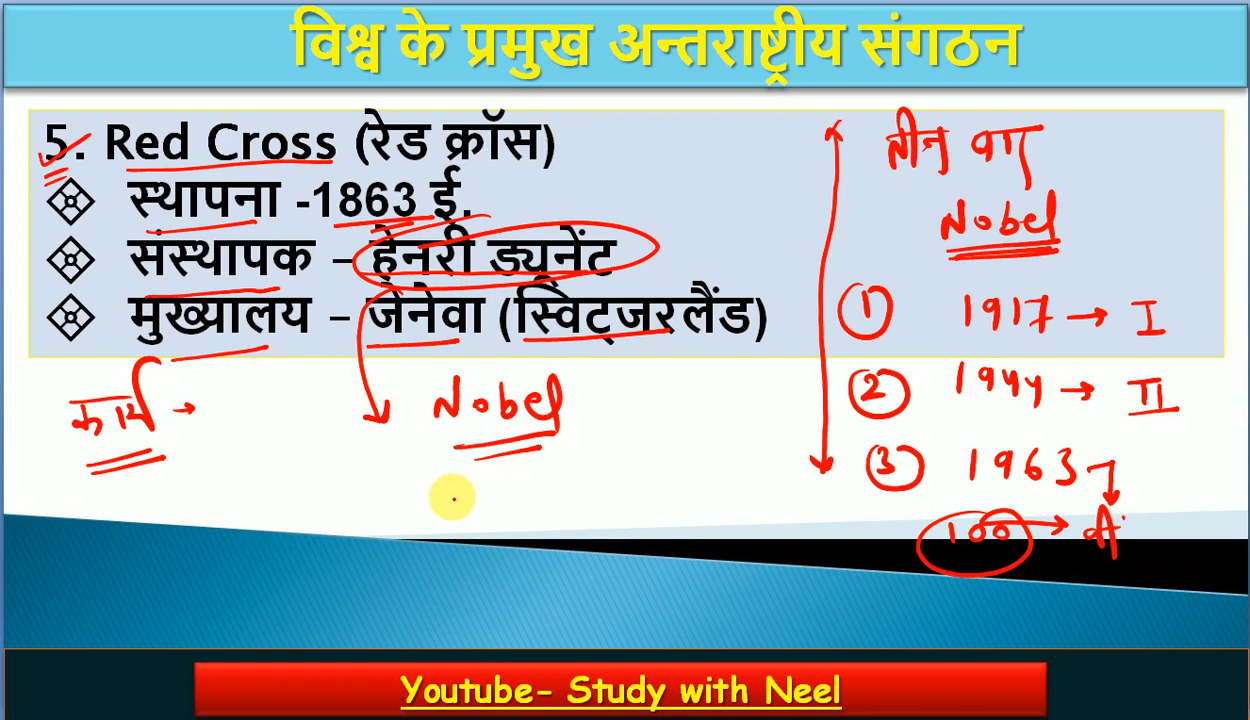 विश्व के प्रमुख अन्तराष्ट्रीय संगठन
5. Red Cross (रेड क्रॉस)
स्थापना -1863 ई.
संस्थापक – हेनरी ड्यूनेंट
मुख्यालय – जेनेवा (स्विट्जरलैंड)
कार्य →
Nobel
तीन
Nobel
① 1917 → I
② 1944 → II
③ 1963
100 →
Youtube- Study with Neel